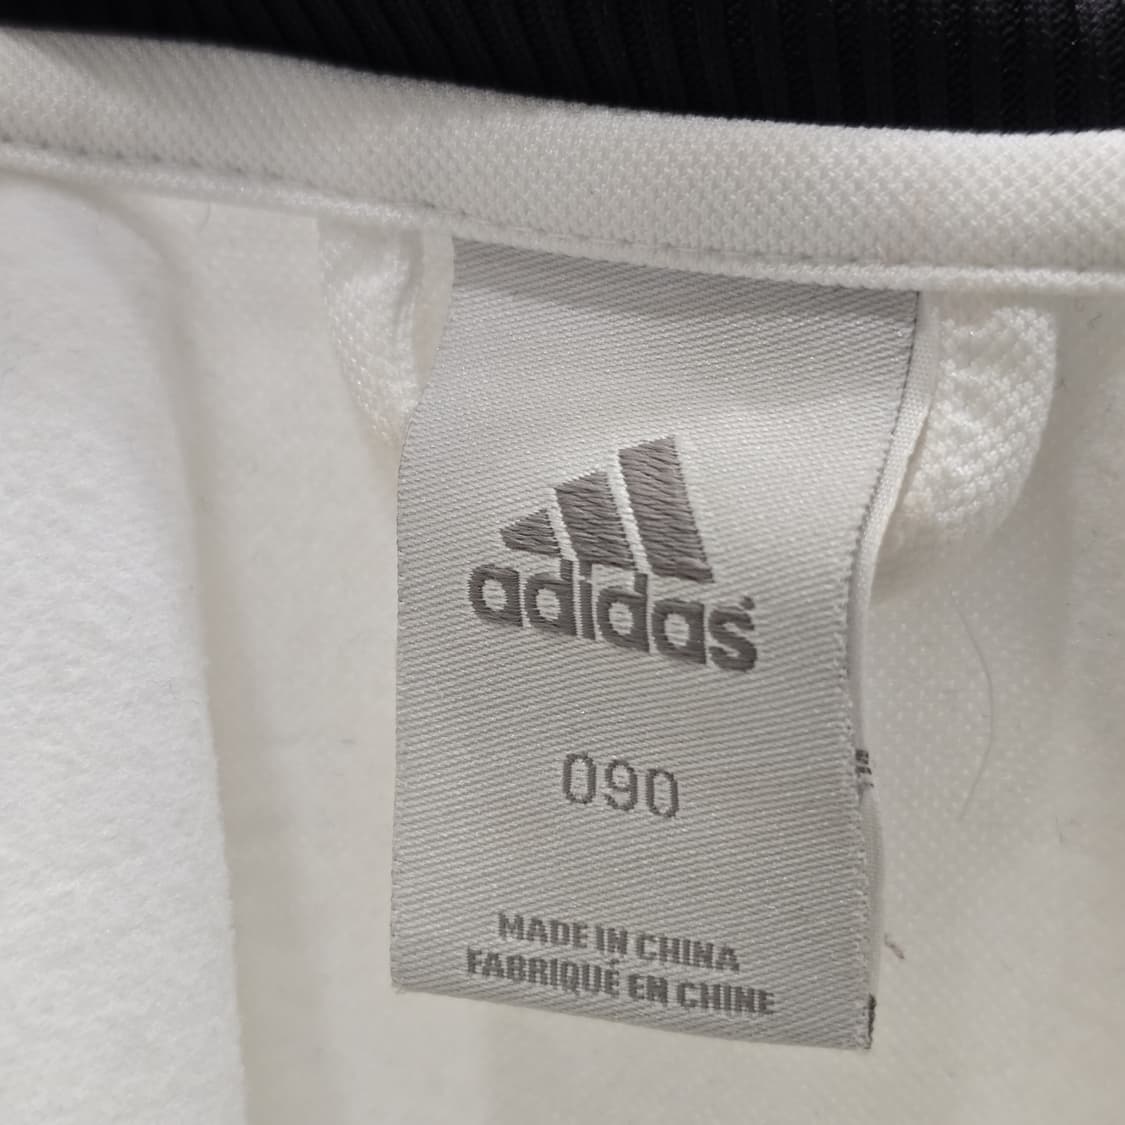 adidas
090
MADE IN CHINA
FABRIQUÉ EN CHINE